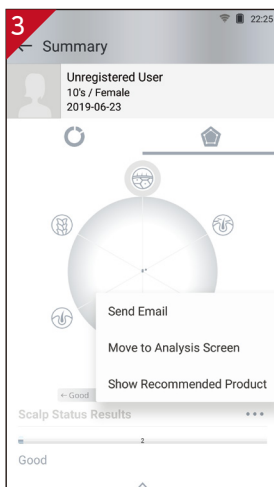 3
22:25
← Summary
Unregistered User
10's / Female
2019-06-23
Send Email
Move to Analysis Screen
Show Recommended Product
← Good
Scalp Status Results
2
Good